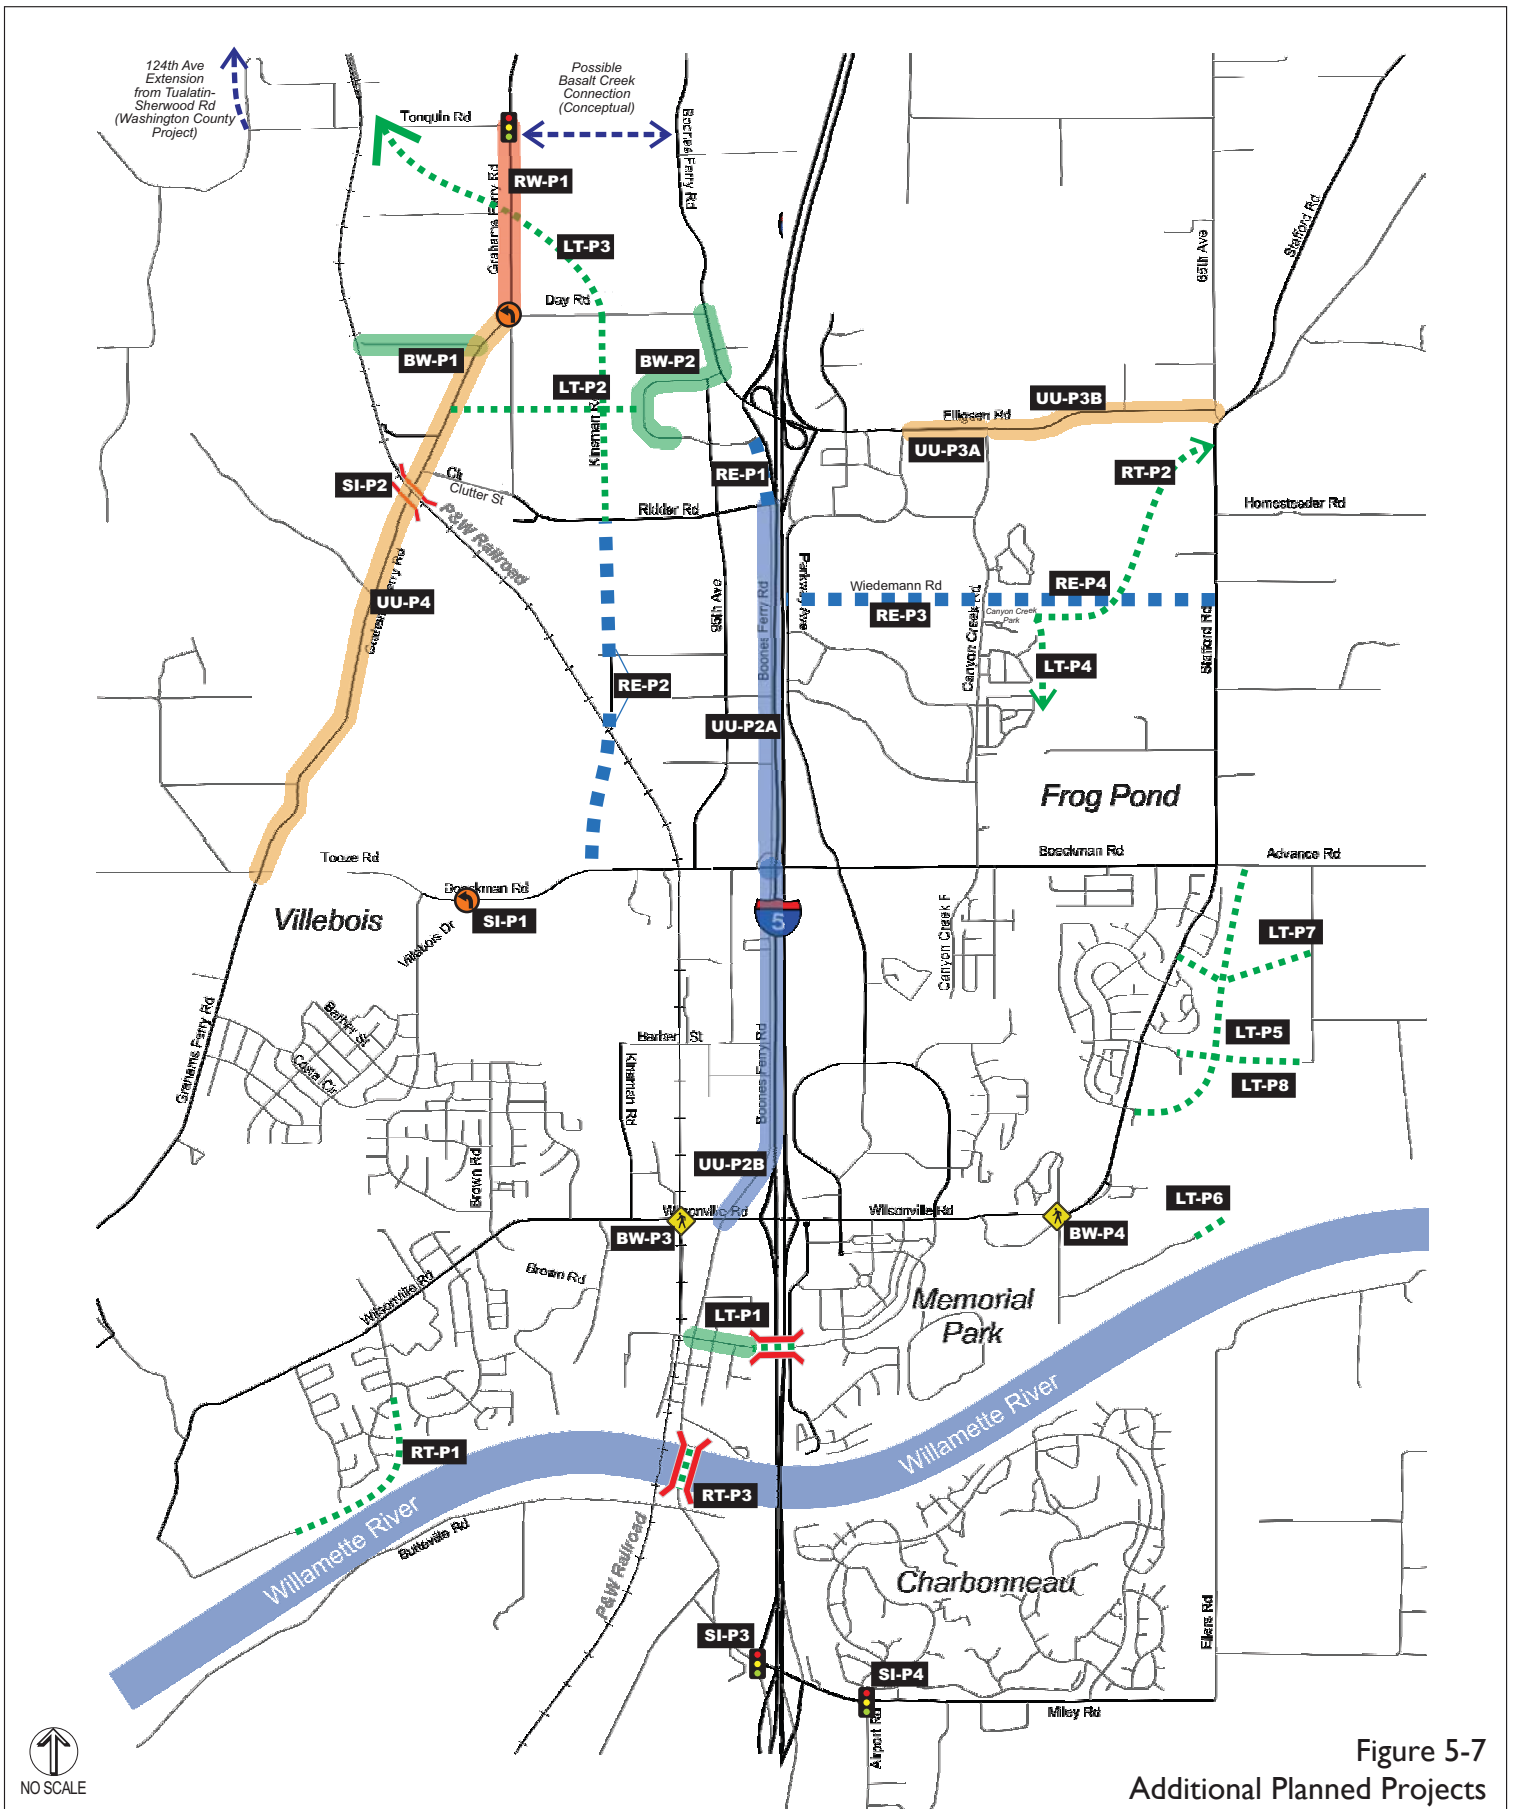 124th Ave
Extension
from Tualatin-
Sherwood Rd
(Washington County
Project)
Possible
Basalt Creek
Connection
(Conceptual)
Tonquin Rd
Boones Ferry Rd
Grahams Ferry Rd
RW-P1
LT-P3
Day Rd
65th Ave
Stafford Rd
BW-P1
BW-P2
LT-P2
UU-P3B
Elligsen Rd
UU-P3A
Kinsman R
RE-P1
RT-P2
SI-P2
Clt
Clutter St
Ridder Rd
Homesteader Rd
P&W Railroad
Parkway Ave
Wiedemann Rd
RE-P4
RE-P3
Canyon Creek
Park
Canyon Creek Rd
95th Ave
Boones Ferry Rd
UU-P4
Stafford Rd
LT-P4
RE-P2
UU-P2A
Frog Pond
Tooze Rd
Boeckman Rd
Advance Rd
Boeckman Rd
Villebois
SI-P1
Villebois Dr
5
LT-P7
Canyon Creek
Grahams Ferry Rd
Barber St
Costa Cir
Barber St
Kinsman Rd
Boones Ferry Rd
LT-P5
LT-P8
Brown Rd
UU-P2B
Wilsonville Rd
Wilsonville Rd
LT-P6
BW-P3
BW-P4
Brown Rd
Wilsonville Rd
LT-P1
Memorial
Park
Willamette River
RT-P1
RT-P3
Willamette River
Butteville Rd
P&W Railroad
Charbonneau
Eilers Rd
SI-P3
SI-P4
Miley Rd
Airport Rd
NO SCALE
Figure 5-7
Additional Planned Projects